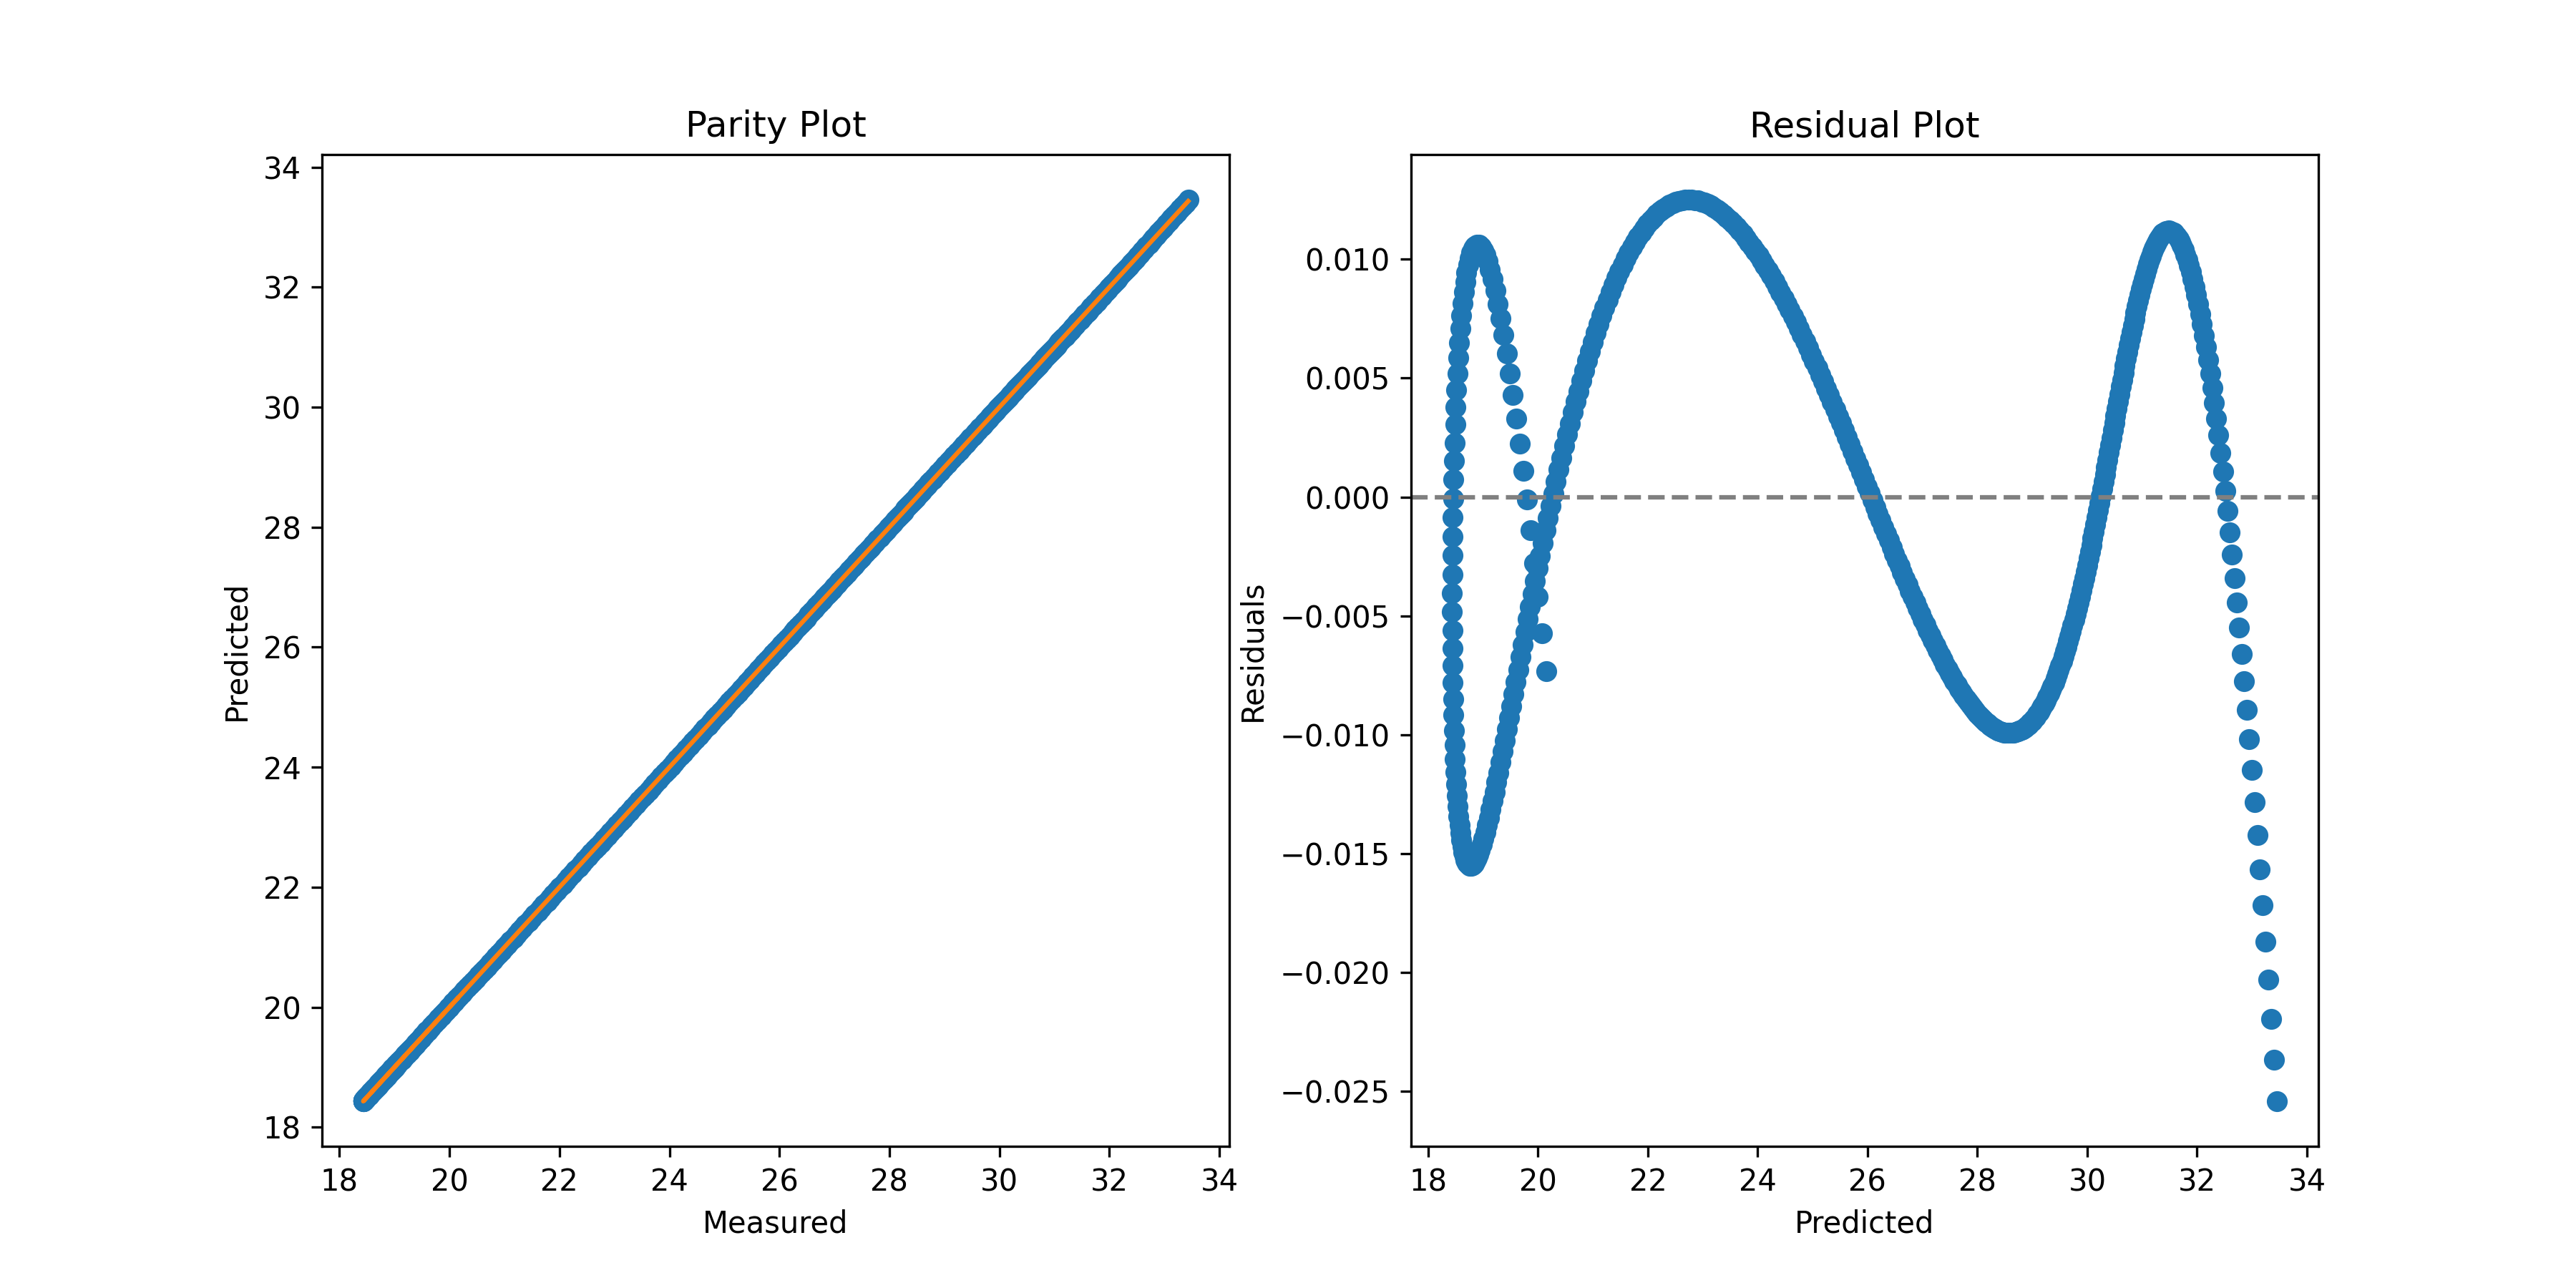 Parity Plot
34
32
30
28
26
24
22
20
18
Predicted
18 20 22 24 26 28 30 32 34
Measured
Residual Plot
0.010
0.005
0.000
−0.005
−0.010
−0.015
−0.020
−0.025
Residuals
18 20 22 24 26 28 30 32 34
Predicted